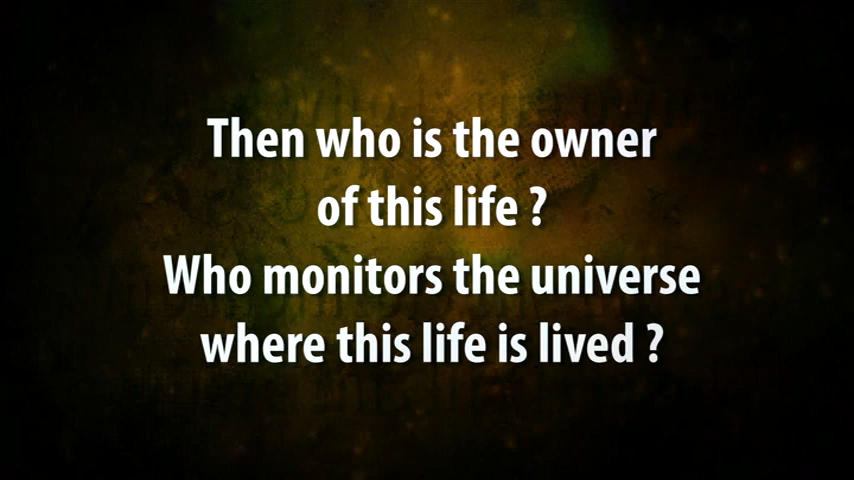 Then who is the owner
of this life ?
Who monitors the universe
where this life is lived ?